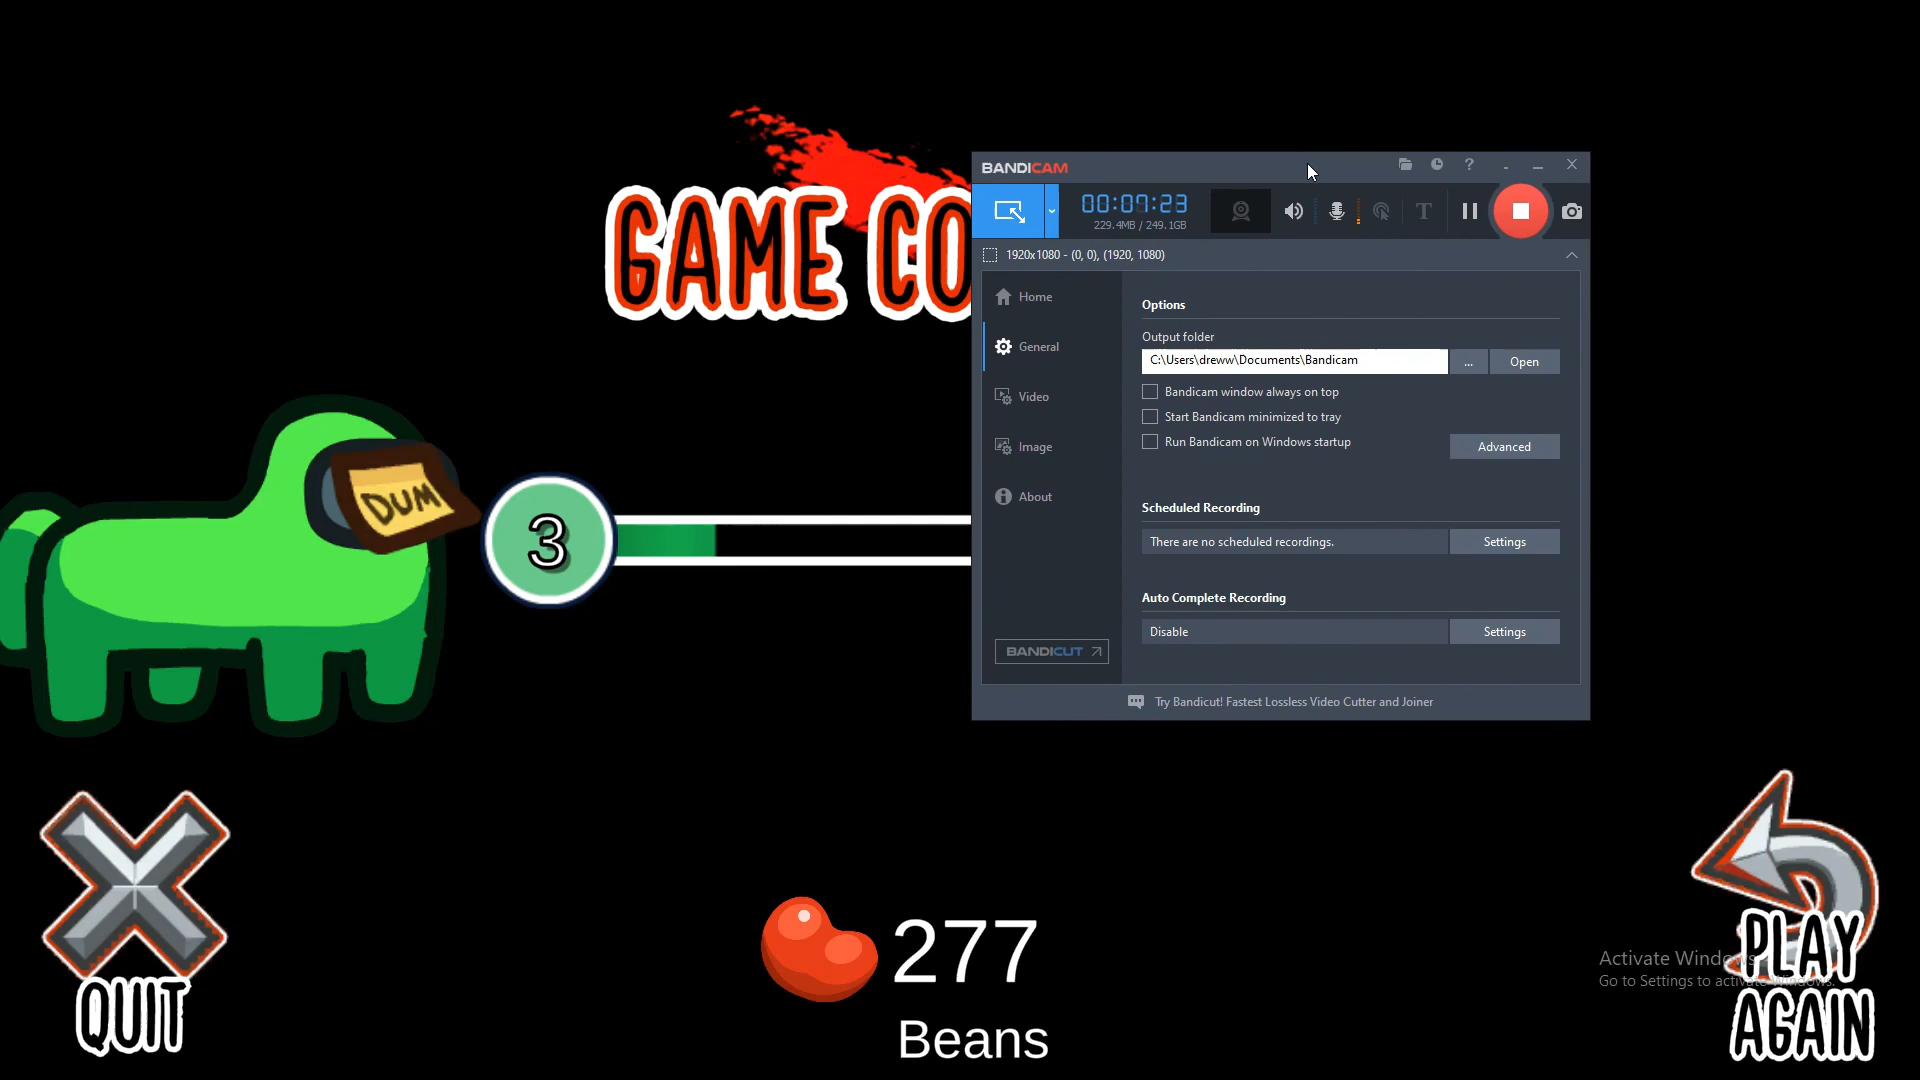 BANDICAM
00:07:23
229.4MB / 249.1GB
T
1920x1080 - (0, 0), (1920, 1080)
GAME CO
Home
General
Video
Image
About
BANDICUT
Options
Output folder
C:\Users\dreww\Documents\Bandicam
...
Open
Bandicam window always on top
Start Bandicam minimized to tray
Run Bandicam on Windows startup
Advanced
Scheduled Recording
There are no scheduled recordings.
Settings
Auto Complete Recording
Disable
Settings
Try Bandicut! Fastest Lossless Video Cutter and Joiner
DUM
3
QUIT
277
Beans
Activate Windows
Go to Settings to activate Windows.
PLAY
AGAIN